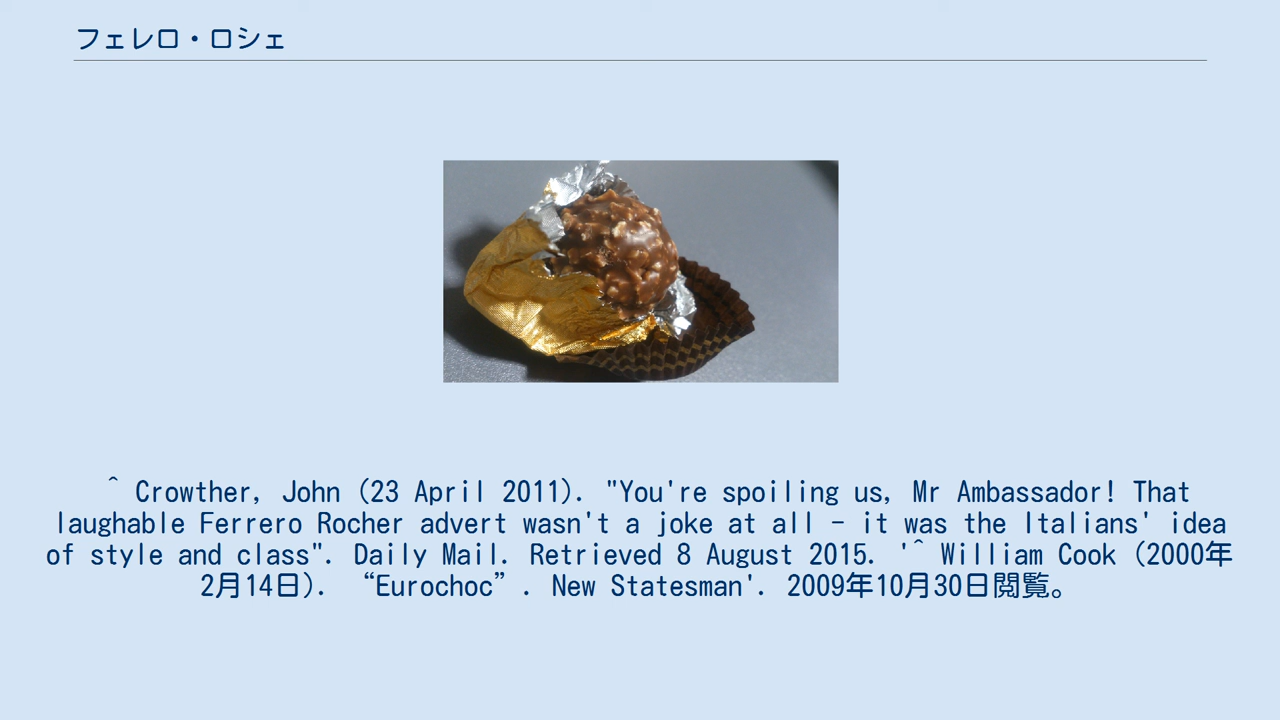 フェレロ・ロシェ
^ Crowther, John (23 April 2011). "You're spoiling us, Mr Ambassador! That
laughable Ferrero Rocher advert wasn't a joke at all – it was the Italians' idea
of style and class". Daily Mail. Retrieved 8 August 2015. '^ William Cook (2000年
2月14日). “Eurochoc”. New Statesman'. 2009年10月30日閲覧。